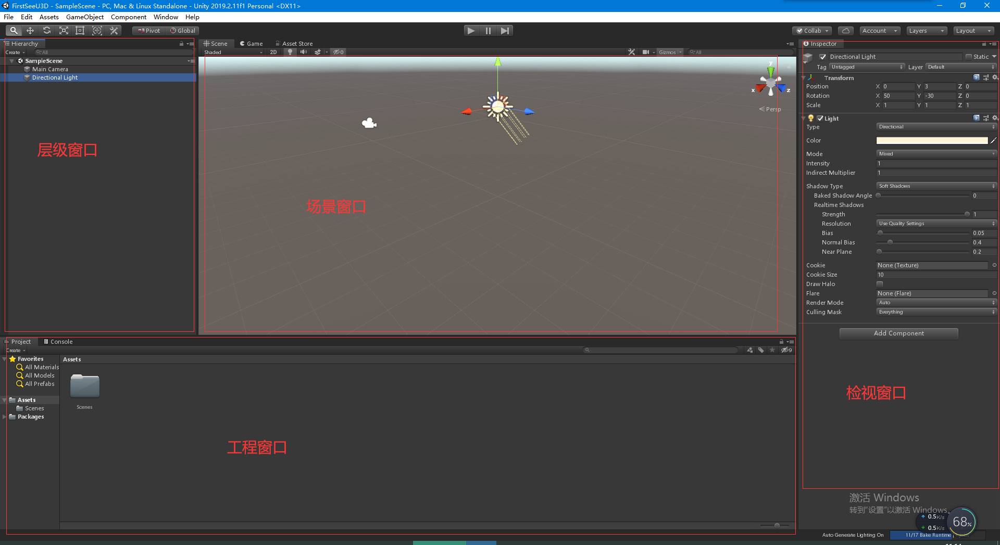 FirstSeeU3D - SampleScene - PC, Mac & Linux Standalone - Unity 2019.2.11f1 Personal <DX11>
File Edit Assets GameObject Component Window Help
Pivot Global Collab Account Layers Layout
Hierarchy
Create All
SampleScene
Main Camera
Directional Light
层级窗口
Scene Game Asset Store
Shaded 2D 0 Gizmos All
y
x z
Persp
场景窗口
Inspector
Directional Light Static
Tag Untagged Layer Default
Transform
Position X 0 Y 3 Z 0
Rotation X 50 Y -30 Z 0
Scale X 1 Y 1 Z 1
Light
Type Directional
Color
Mode Mixed
Intensity 1
Indirect Multiplier 1
Shadow Type Soft Shadows
Baked Shadow Angle 0
Realtime Shadows
Strength 1
Resolution Use Quality Settings
Bias 0.05
Normal Bias 0.4
Near Plane 0.2
Cookie None (Texture)
Cookie Size 10
Draw Halo
Flare None (Flare)
Render Mode Auto
Culling Mask Everything
Add Component
检视窗口
Project Console
Create 9
Favorites
All Materials
All Models
All Prefabs
Assets
Scenes
Packages
Assets
Scenes
工程窗口
激活 Windows
转到"设置"以激活 Windows。
0.5K/s
0.5K/s
68%
Auto Generate Lighting On 11/17 Bake Runtime